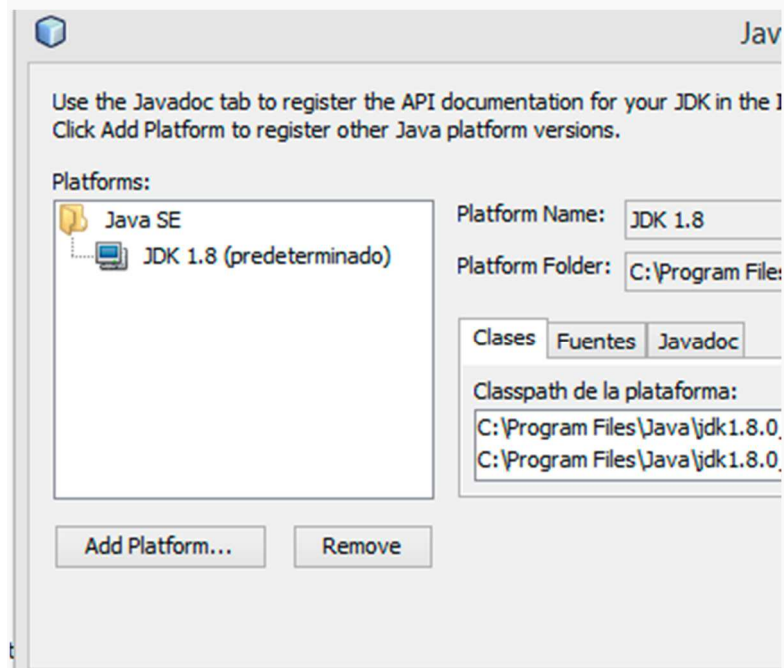 Jav
Use the Javadoc tab to register the API documentation for your JDK in the
Click Add Platform to register other Java platform versions.
Platforms:
Java SE
JDK 1.8 (predeterminado)
Platform Name:
JDK 1.8
Platform Folder:
C:\Program Files
Clases
Fuentes
Javadoc
Classpath de la plataforma:
C:\Program Files\Java\jdk1.8.0_
C:\Program Files\Java\jdk1.8.0_
Add Platform...
Remove